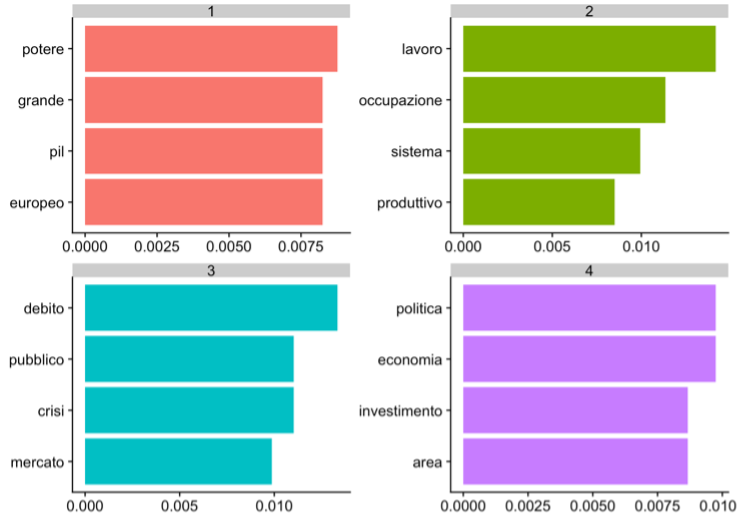 1
potere
grande
pil
europeo
0.0000 0.0025 0.0050 0.0075
2
lavoro
occupazione
sistema
produttivo
0.000 0.005 0.010
3
debito
pubblico
crisi
mercato
0.000 0.005 0.010
4
politica
economia
investimento
area
0.0000 0.0025 0.0050 0.0075 0.010